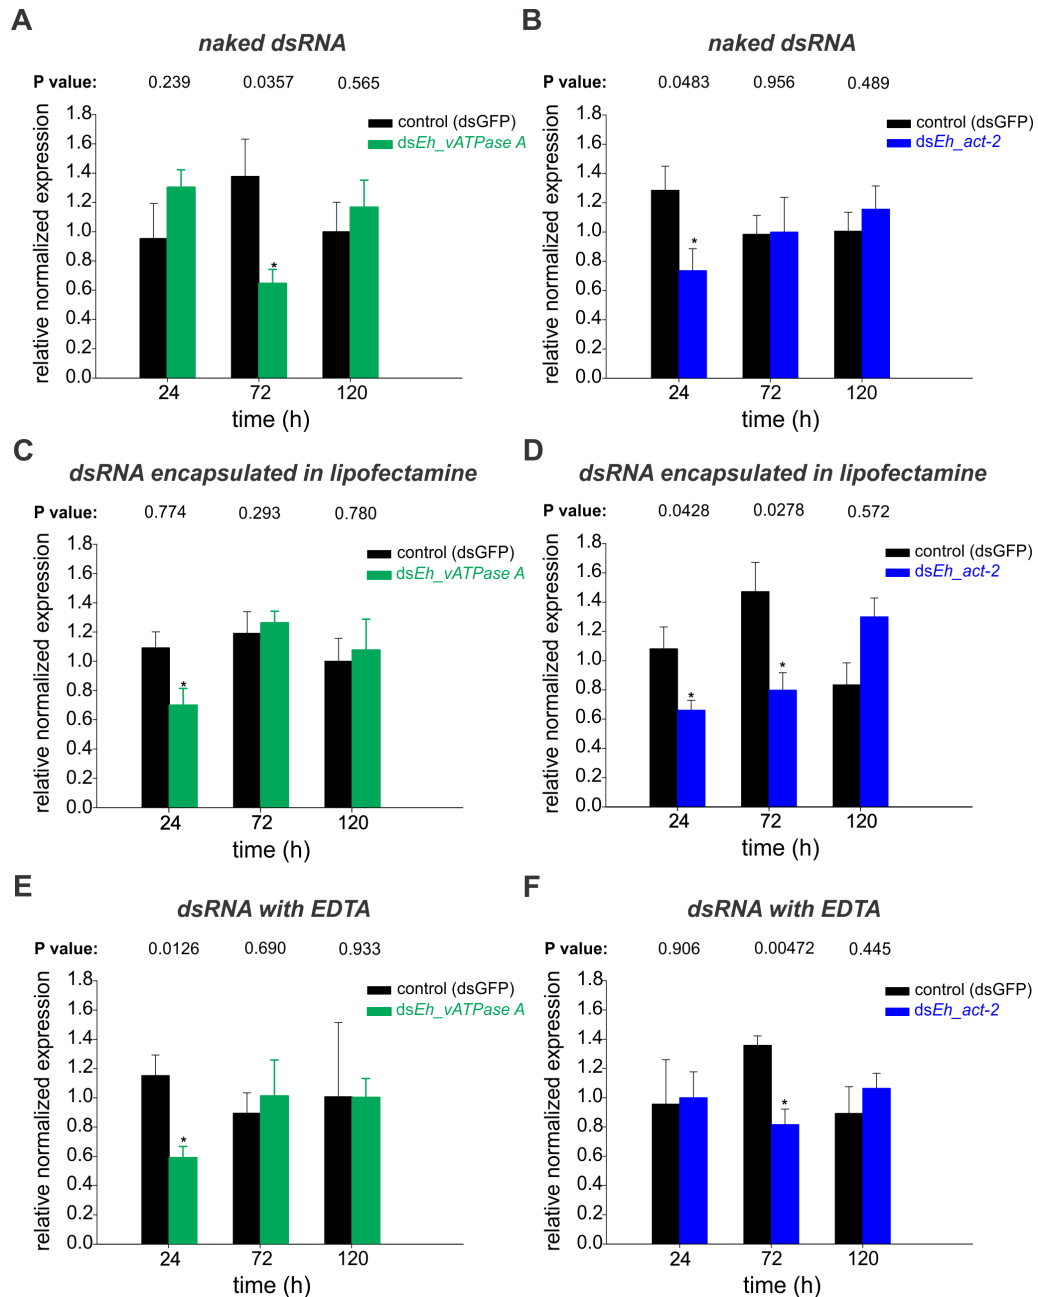 A
naked dsRNA
P value: 0.239 0.0357 0.565
control (dsGFP)
dsEh_vATPase A
relative normalized expression
1.8
1.6
1.4
1.2
1.0
0.8
0.6
0.4
0.2
0.0
*
24 72 120
time (h)
B
naked dsRNA
P value: 0.0483 0.956 0.489
control (dsGFP)
dsEh_act-2
relative normalized expression
1.8
1.6
1.4
1.2
1.0
0.8
0.6
0.4
0.2
0.0
*
24 72 120
time (h)
C
dsRNA encapsulated in lipofectamine
P value: 0.774 0.293 0.780
control (dsGFP)
dsEh_vATPase A
relative normalized expression
1.8
1.6
1.4
1.2
1.0
0.8
0.6
0.4
0.2
0.0
*
24 72 120
time (h)
D
dsRNA encapsulated in lipofectamine
P value: 0.0428 0.0278 0.572
control (dsGFP)
dsEh_act-2
relative normalized expression
1.8
1.6
1.4
1.2
1.0
0.8
0.6
0.4
0.2
0.0
* *
24 72 120
time (h)
E
dsRNA with EDTA
P value: 0.0126 0.690 0.933
control (dsGFP)
dsEh_vATPase A
relative normalized expression
1.8
1.6
1.4
1.2
1.0
0.8
0.6
0.4
0.2
0.0
*
24 72 120
time (h)
F
dsRNA with EDTA
P value: 0.906 0.00472 0.445
control (dsGFP)
dsEh_act-2
relative normalized expression
1.8
1.6
1.4
1.2
1.0
0.8
0.6
0.4
0.2
0.0
*
24 72 120
time (h)